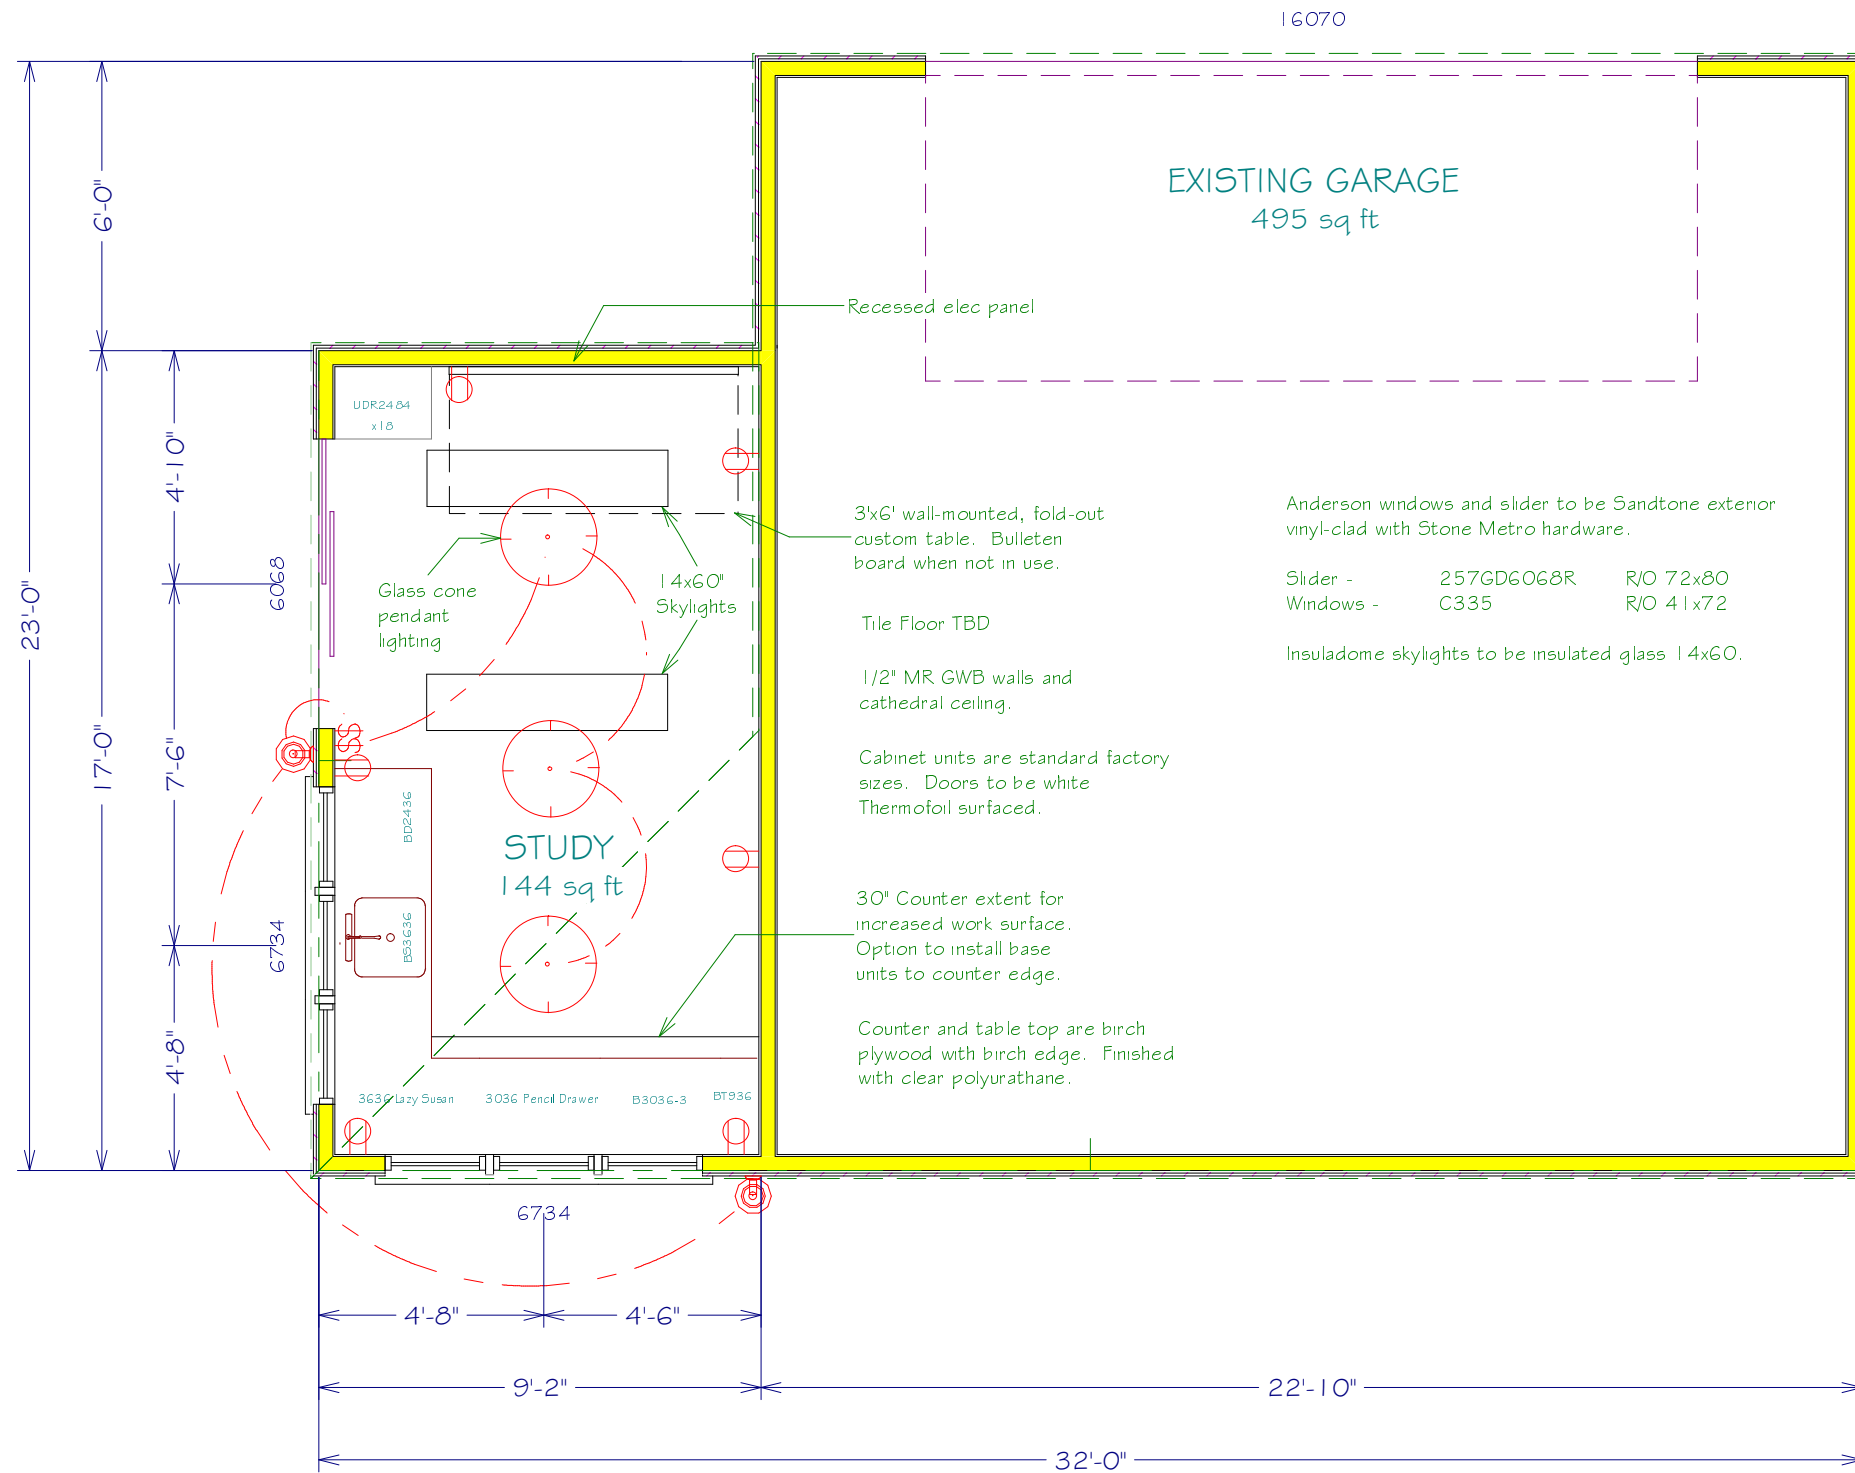 16070
EXISTING GARAGE
495 sq ft
6'-0"
Recessed elec panel
UDR2484
x18
4'-10"
3'x6' wall-mounted, fold-out
custom table. Bulleten
board when not in use.
Anderson windows and slider to be Sandtone exterior
vinyl-clad with Stone Metro hardware.
Slider - 257GD6068R R/O 72x80
Windows - C335 R/O 41x72
Insuladome skylights to be insulated glass 14x60.
23'-0"
6068
Glass cone
pendant
lighting
14x60"
Skylights
Tile Floor TBD
1/2" MR GWB walls and
cathedral ceiling.
17'-0"
7'-6"
SS
Cabinet units are standard factory
sizes. Doors to be white
Thermofoil surfaced.
BD2436
STUDY
144 sq ft
6734
BS3636
30" Counter extent for
increased work surface.
Option to install base
units to counter edge.
4'-8"
Counter and table top are birch
plywood with birch edge. Finished
with clear polyurathane.
3636 Lazy Susan
3036 Pencil Drawer
B3036-3
BT936
6734
4'-8"
4'-6"
9'-2"
22'-10"
32'-0"